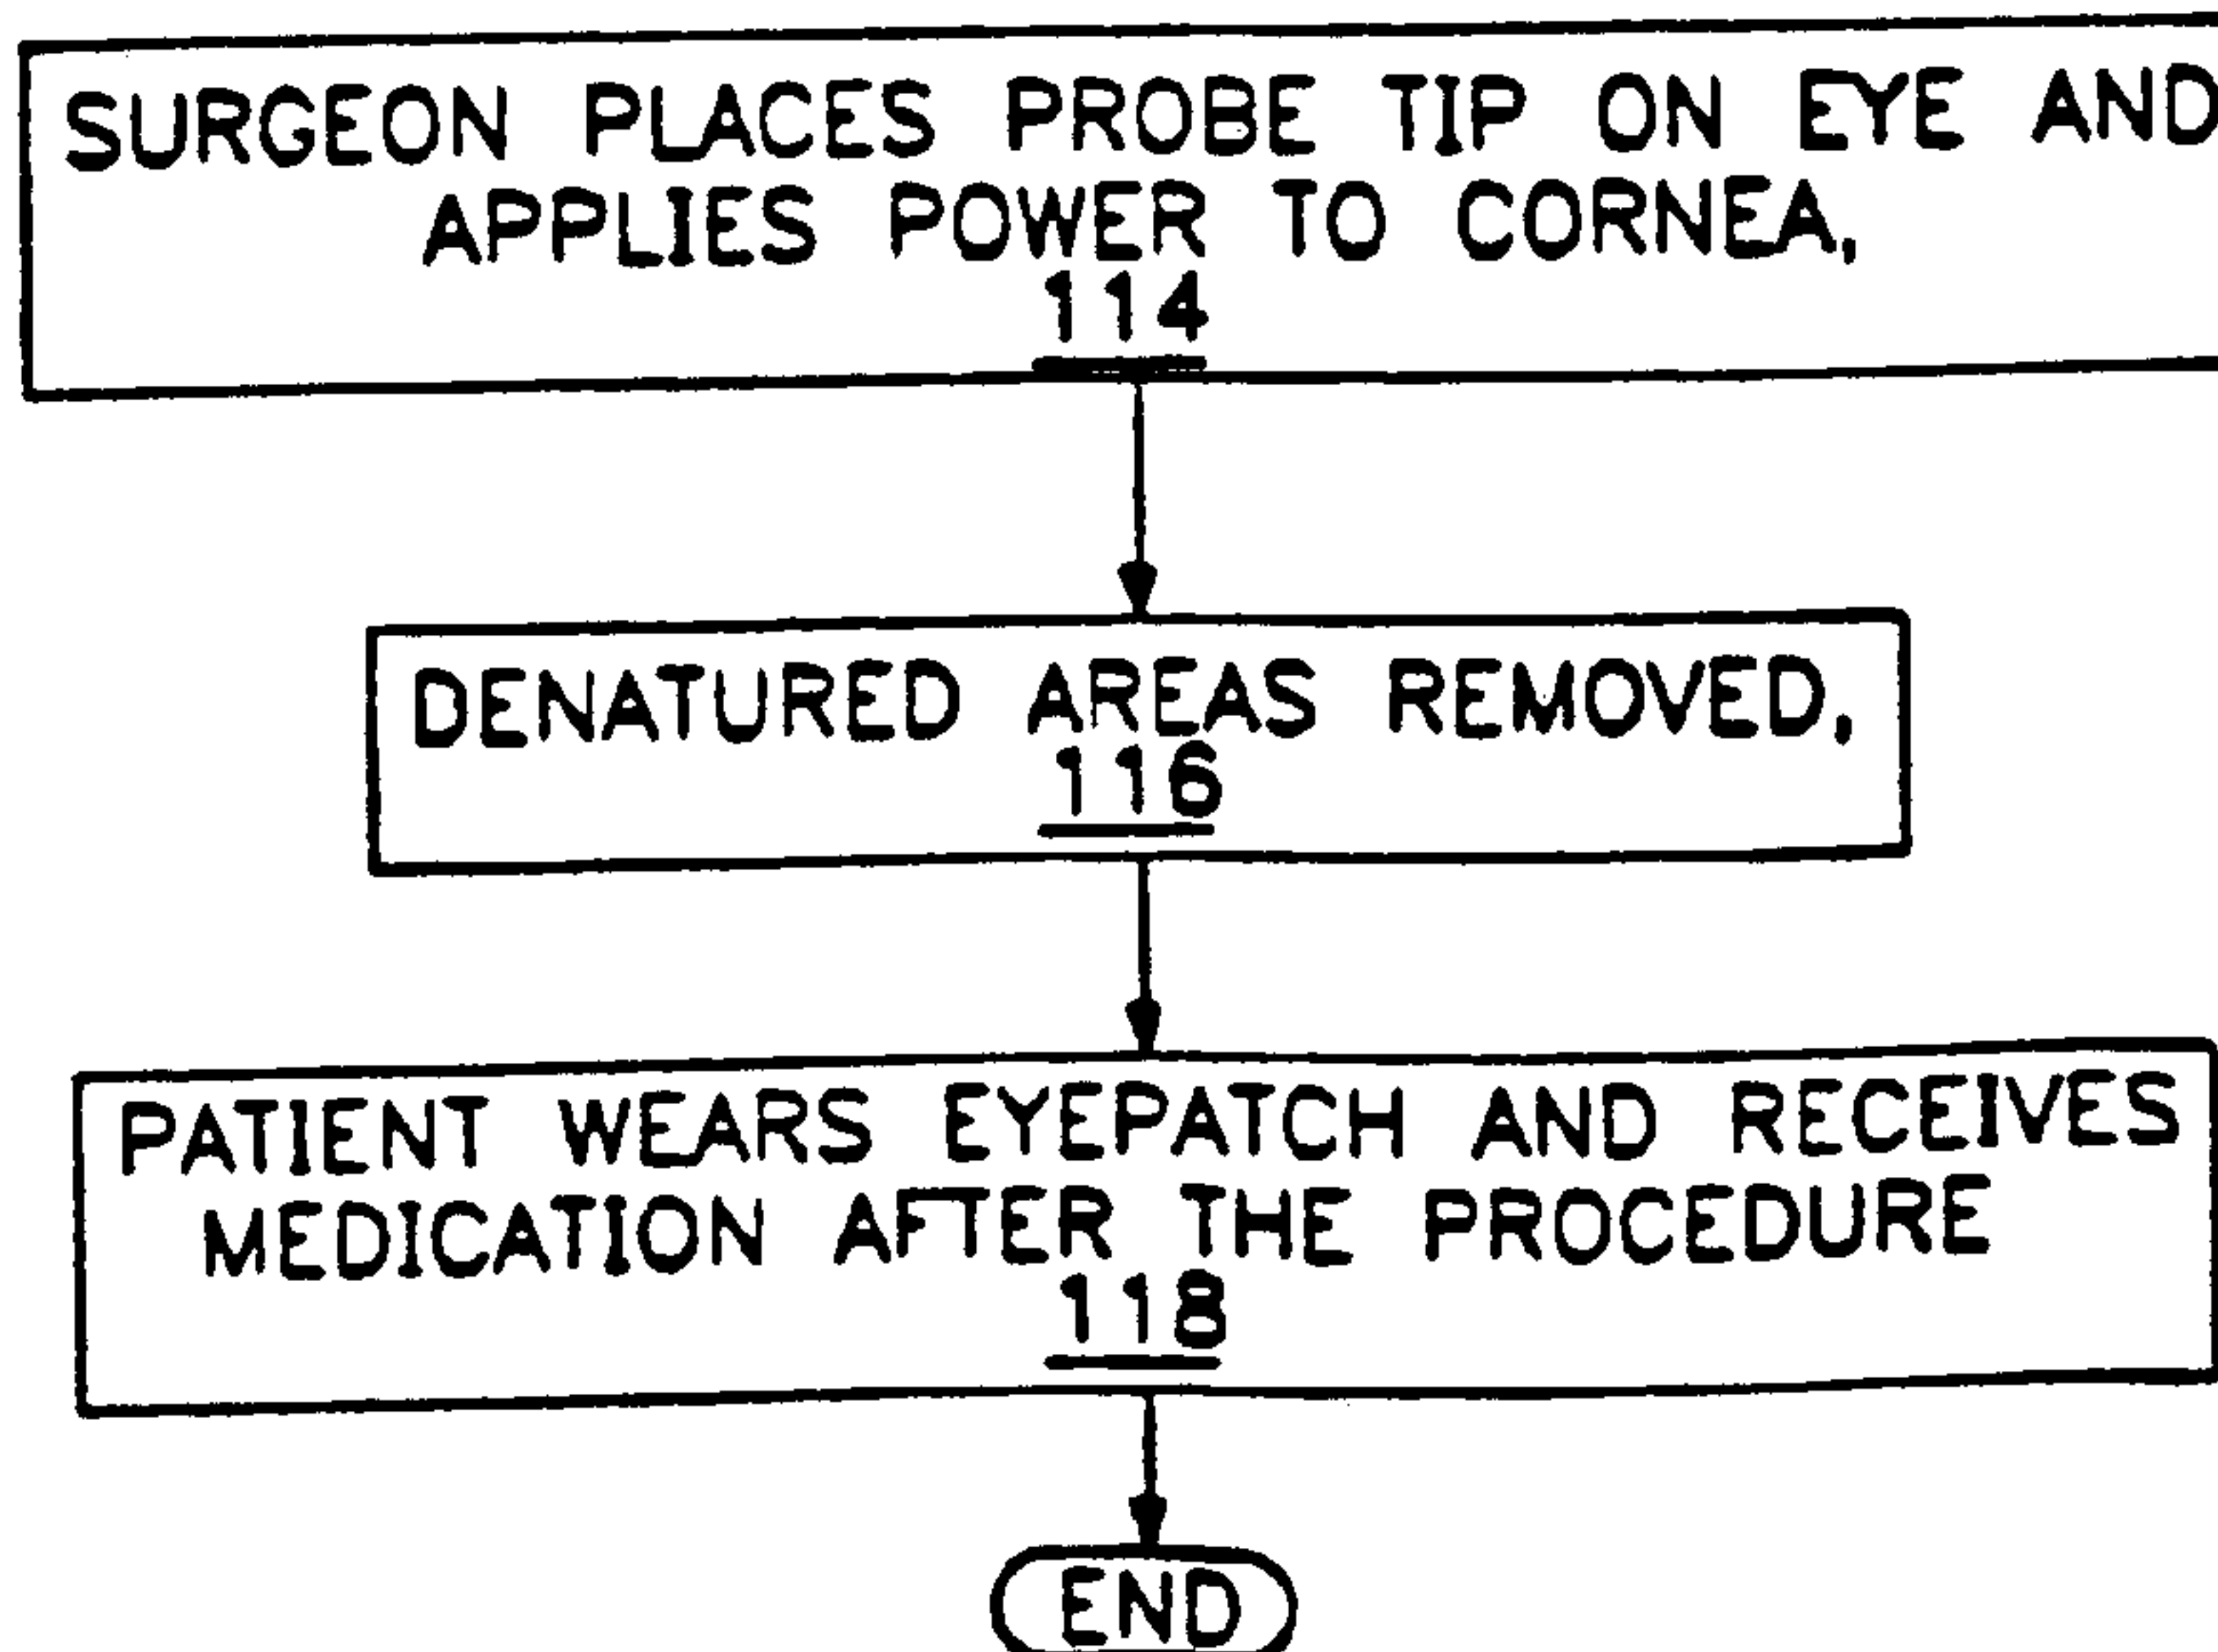 SURGEON PLACES PROBE TIP ON EYE AND
APPLIES POWER TO CORNEA,
114
DENATURED AREAS REMOVED,
116
PATIENT WEARS EYEPATCH AND RECEIVES
MEDICATION AFTER THE PROCEDURE
118
END